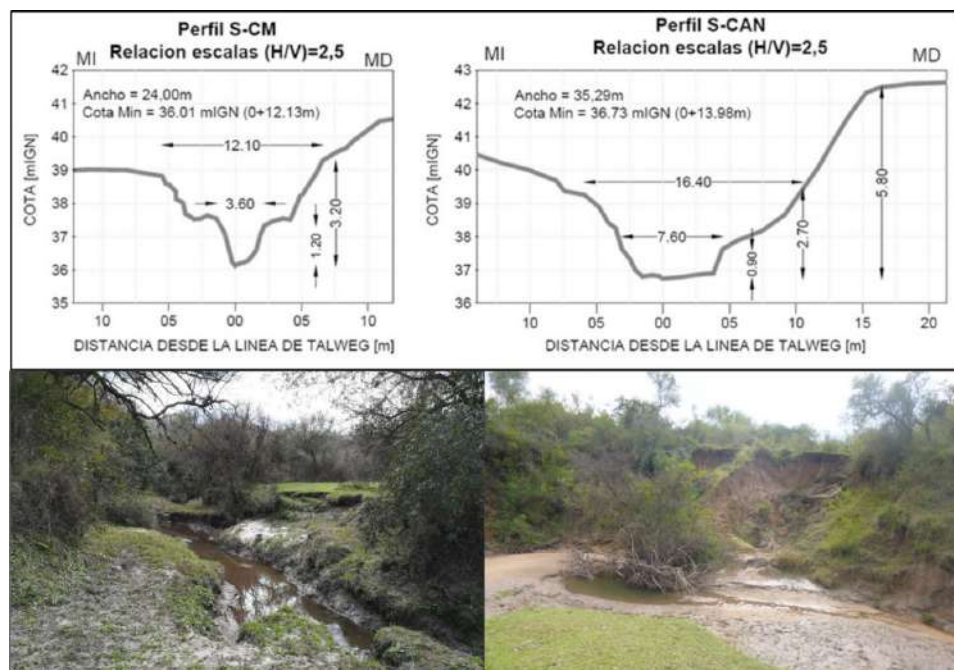 Perfil S-CM
Relacion escalas (H/V)=2,5
MI
MD
42
41
40
39
38
37
36
35
COTA [mIGN]
Ancho = 24,00m
Cota Min = 36.01 mIGN (0+12.13m)
12.10
3.60
1.20
3.20
10 05 00 05 10
DISTANCIA DESDE LA LINEA DE TALWEG [m]
Perfil S-CAN
Relacion escalas (H/V)=2,5
MI
MD
43
42
41
40
39
38
37
36
COTA [mIGN]
Ancho = 35,29m
Cota Min = 36.73 mIGN (0+13.98m)
16.40
7.60
0.90
2.70
5.80
10 05 00 05 10 15 20
DISTANCIA DESDE LA LINEA DE TALWEG [m]